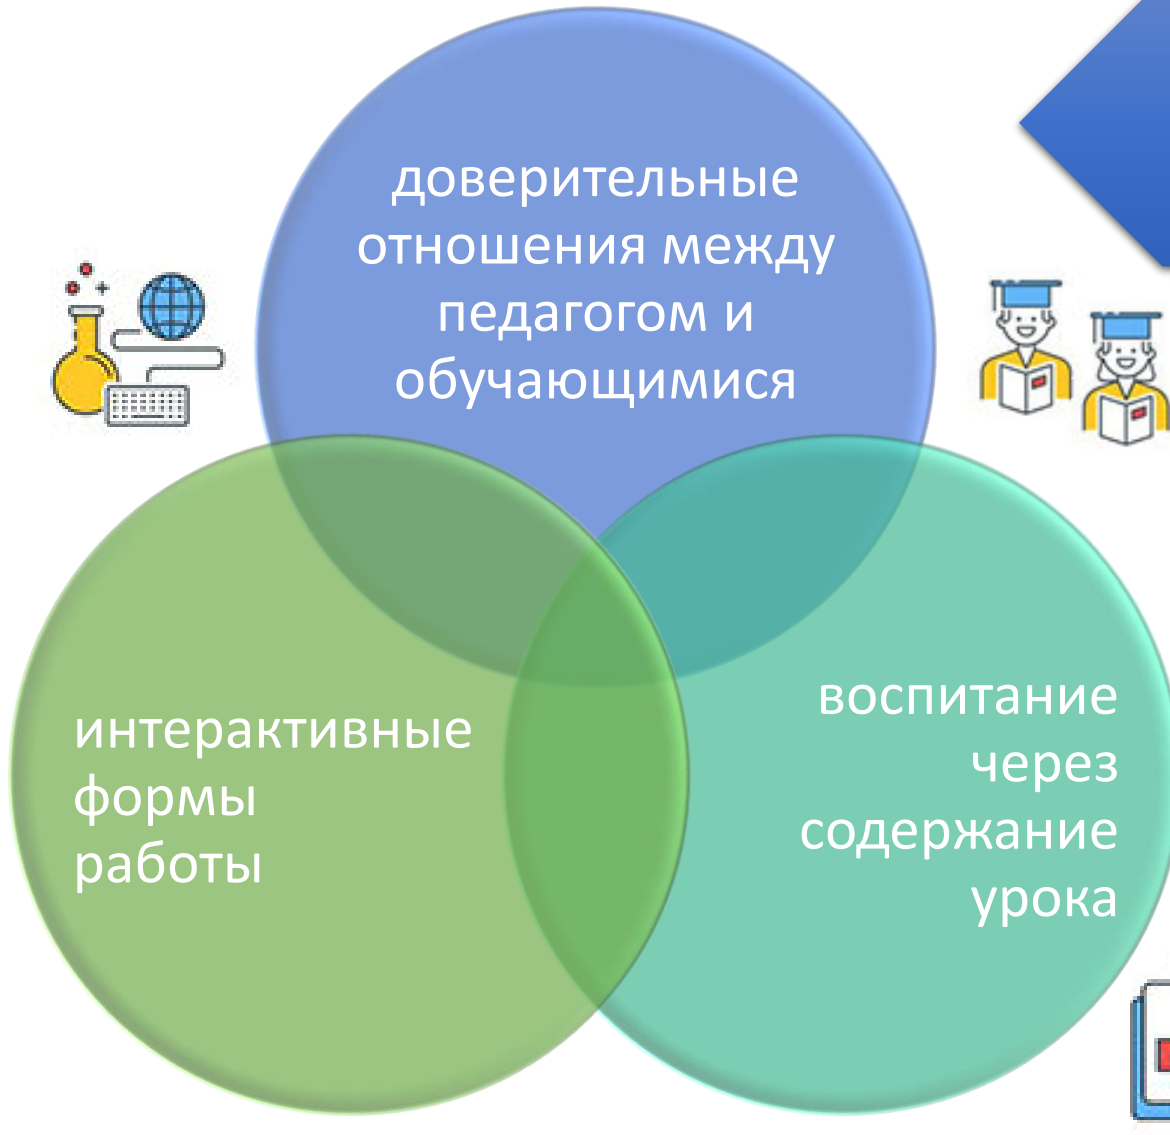 доверительные
отношения между
педагогом и
обучающимися
интерактивные
формы
работы
воспитание
через
содержание
урока